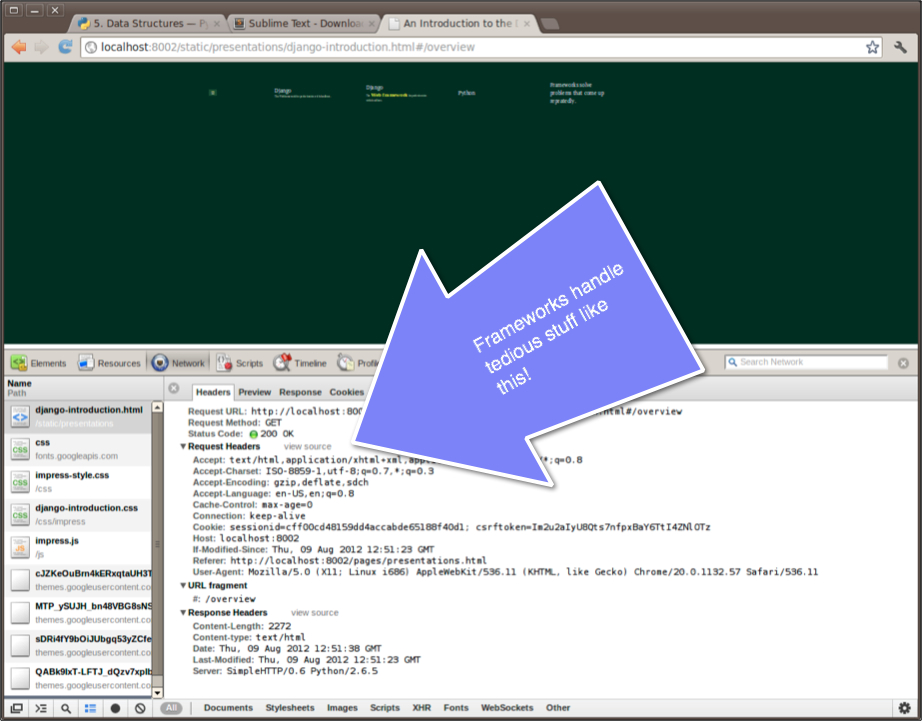 5. Data Structures — Py
Sublime Text - Download
An Introduction to the D
localhost:8002/static/presentations/django-introduction.html#/overview
Django
Django
Web Framework
Python
Frameworks solve
problems that come up
repeatedly.
Frameworks handle
tedious stuff like
this!
Elements
Resources
Network
Scripts
Timeline
Profil
Search Network
Name
Path
Headers Preview Response Cookies
django-introduction.html
/static/presentations
css
fonts.googleapis.com
impress-style.css
/css
django-introduction.css
/css/impress
impress.js
/js
cJZKeOuBrn4kERxqtaUH3T
themes.googleusercontent.co
MTP_ySUJH_bn48VBG8sNS
themes.googleusercontent.co
sDRi4fY9bOiJUbgq53yZCfe
themes.googleusercontent.co
QABk9IxT-LFTJ_dQzv7xpIb
themes.googleusercontent.co
Request URL: http://localhost:800 html#/overview
Request Method: GET
Status Code: 200 OK
Request Headers view source
Accept: text/html,application/xhtml+xml,appl *;q=0.8
Accept-Charset: ISO-8859-1,utf-8;q=0.7,*;q=0.3
Accept-Encoding: gzip,deflate,sdch
Accept-Language: en-US,en;q=0.8
Cache-Control: max-age=0
Connection: keep-alive
Cookie: sessionid=cff00cd48159dd4accabde65188f40d1; csrftoken=Im2u2aIyU8Qts7nfpxBaY6TtI4ZNlOTz
Host: localhost:8002
If-Modified-Since: Thu, 09 Aug 2012 12:51:23 GMT
Referer: http://localhost:8002/pages/presentations.html
User-Agent: Mozilla/5.0 (X11; Linux i686) AppleWebKit/536.11 (KHTML, like Gecko) Chrome/20.0.1132.57 Safari/536.11
URL fragment
#: /overview
Response Headers view source
Content-Length: 2272
Content-type: text/html
Date: Thu, 09 Aug 2012 12:51:38 GMT
Last-Modified: Thu, 09 Aug 2012 12:51:23 GMT
Server: SimpleHTTP/0.6 Python/2.6.5
All Documents Stylesheets Images Scripts XHR Fonts WebSockets Other